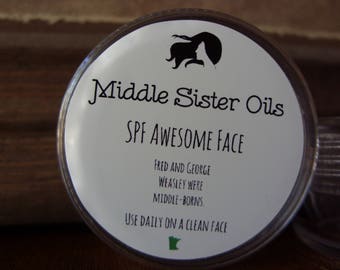 Middle Sister Oils
SPF Awesome Face
Fred and George
Weasley were
middle-borns.
Use daily on a clean face